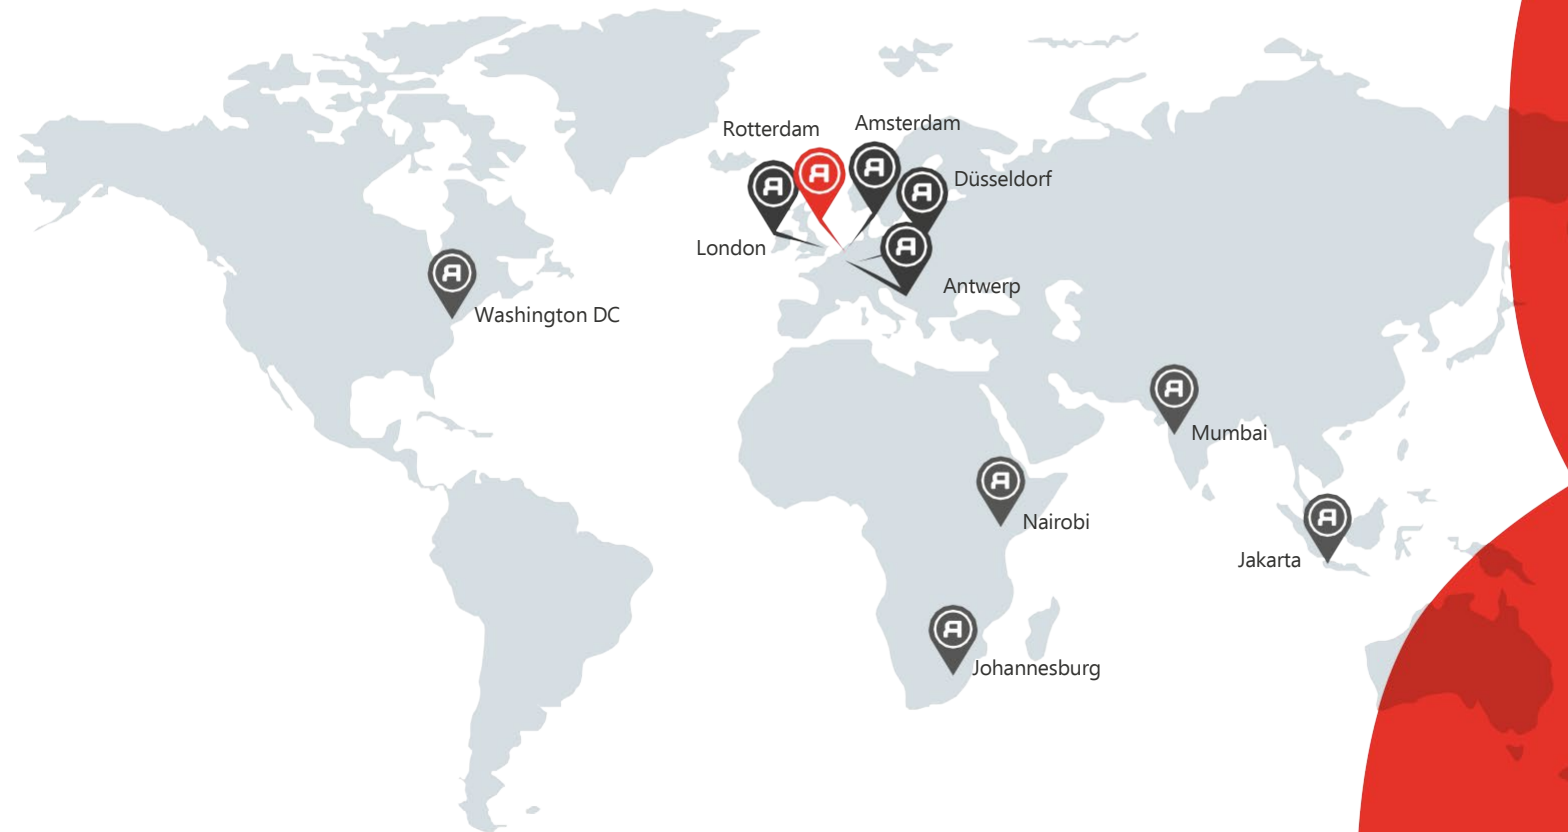 Rotterdam
Amsterdam
Düsseldorf
London
Antwerp
Washington DC
Mumbai
Nairobi
Jakarta
Johannesburg